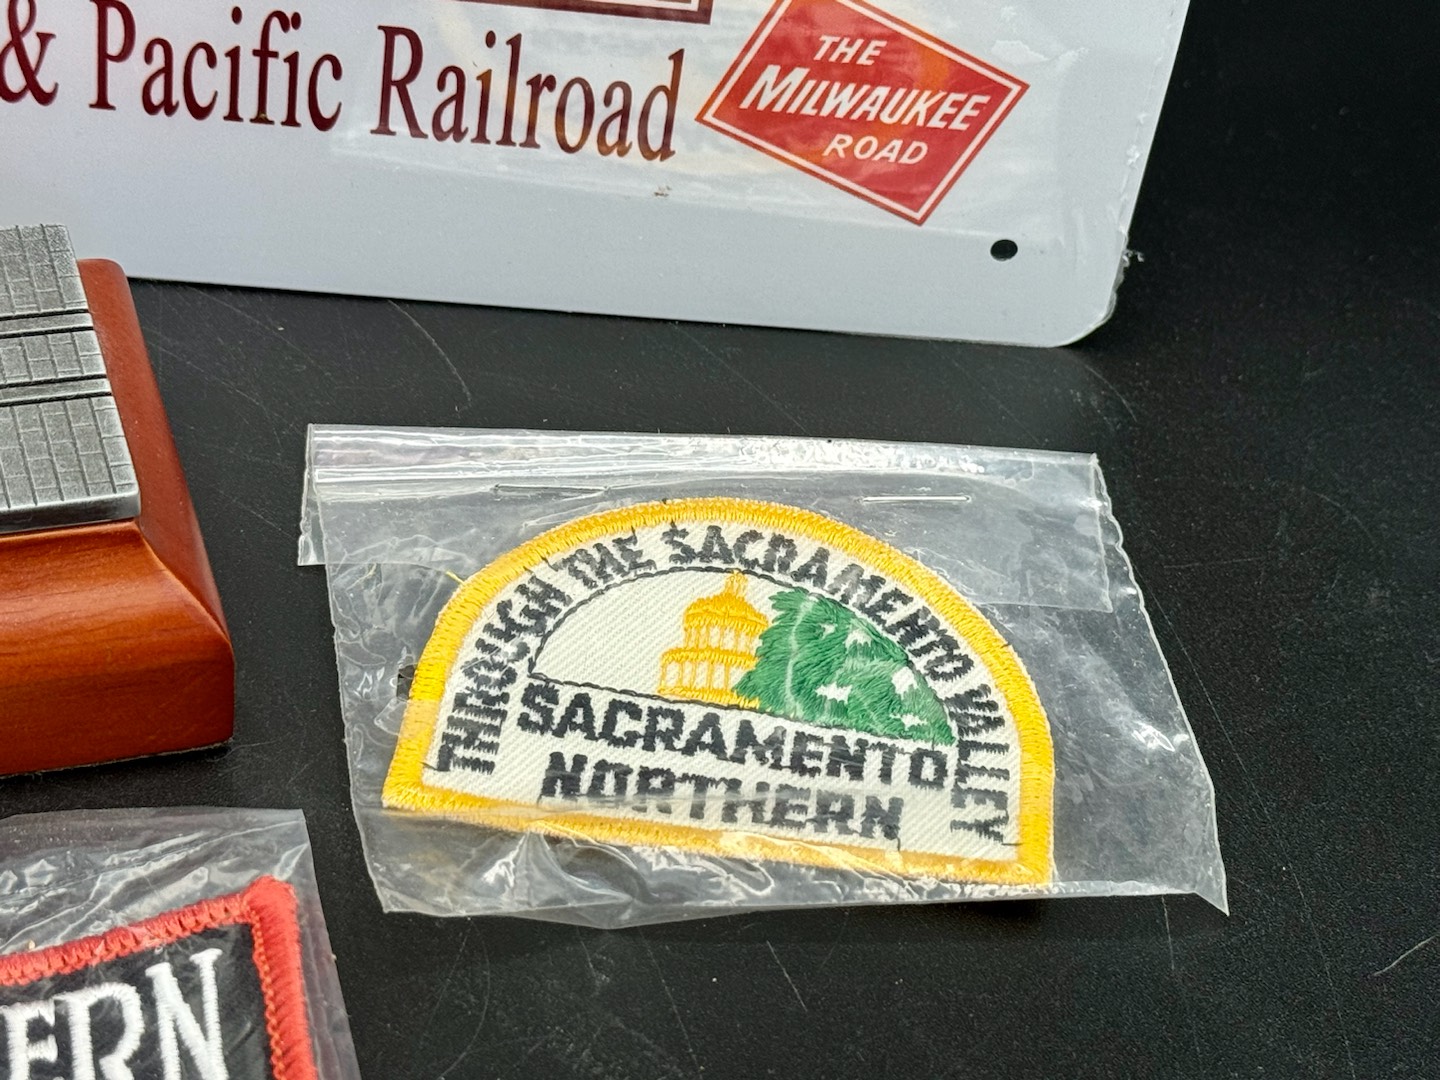 & Pacific Railroad
THE
MILWAUKEE
ROAD
THROUGH THE SACRAMENTO VALLEY
SACRAMENTO
NORTHERN
ERN